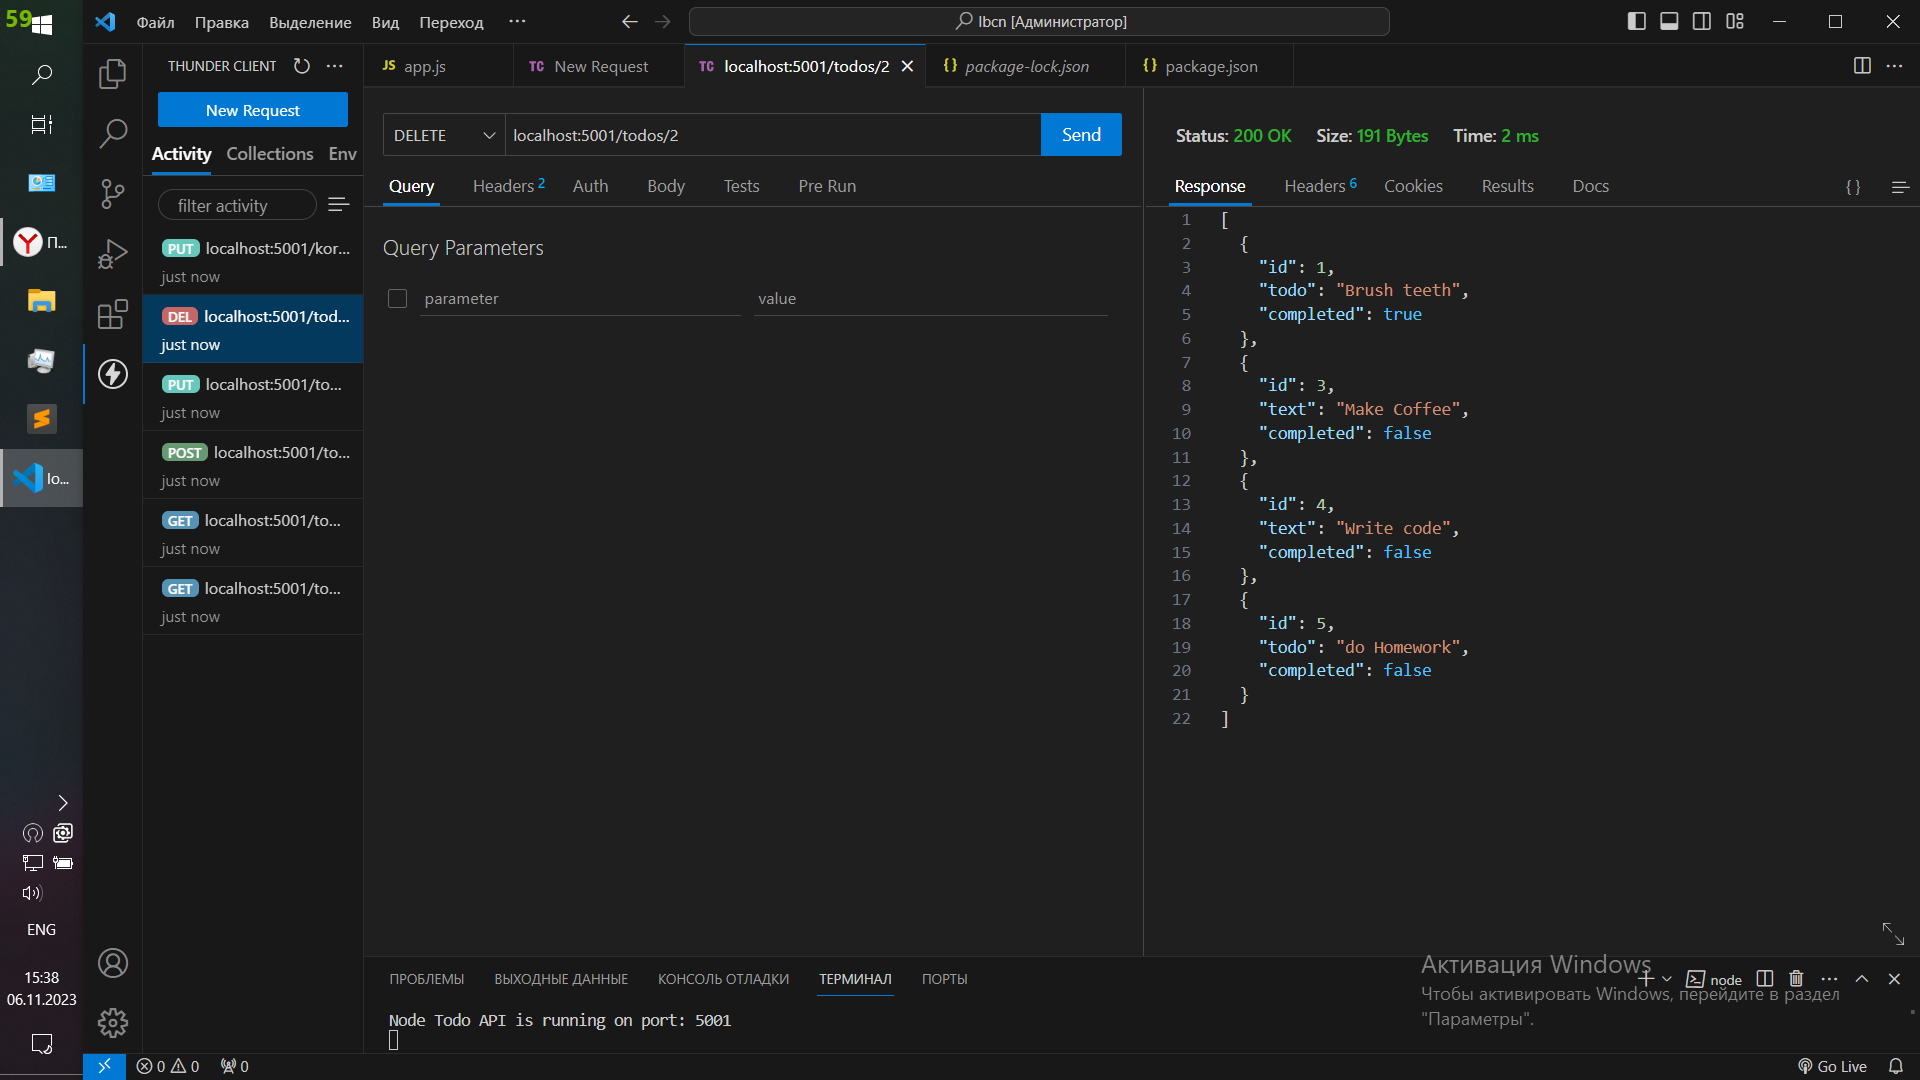 59
Файл Правка Выделение Вид Переход ···
lbcn [Администратор]
THUNDER CLIENT
JS app.js
TC New Request
TC localhost:5001/todos/2
{} package-lock.json
{} package.json
New Request
Activity Collections Env
filter activity
PUT localhost:5001/kor...
just now
DEL localhost:5001/tod...
just now
PUT localhost:5001/to...
just now
POST localhost:5001/to...
just now
GET localhost:5001/to...
just now
GET localhost:5001/to...
just now
DELETE localhost:5001/todos/2 Send
Query Headers 2 Auth Body Tests Pre Run
Query Parameters
parameter value
Status: 200 OK Size: 191 Bytes Time: 2 ms
Response Headers 6 Cookies Results Docs { }
1 [
2 {
3 "id": 1,
4 "todo": "Brush teeth",
5 "completed": true
6 },
7 {
8 "id": 3,
9 "text": "Make Coffee",
10 "completed": false
11 },
12 {
13 "id": 4,
14 "text": "Write code",
15 "completed": false
16 },
17 {
18 "id": 5,
19 "todo": "do Homework",
20 "completed": false
21 }
22 ]
П...
lo...
ENG
15:38
06.11.2023
ПРОБЛЕМЫ ВЫХОДНЫЕ ДАННЫЕ КОНСОЛЬ ОТЛАДКИ ТЕРМИНАЛ ПОРТЫ
node
Node Todo API is running on port: 5001
Активация Windows
Чтобы активировать Windows, перейдите в раздел
"Параметры".
0 0 0
Go Live